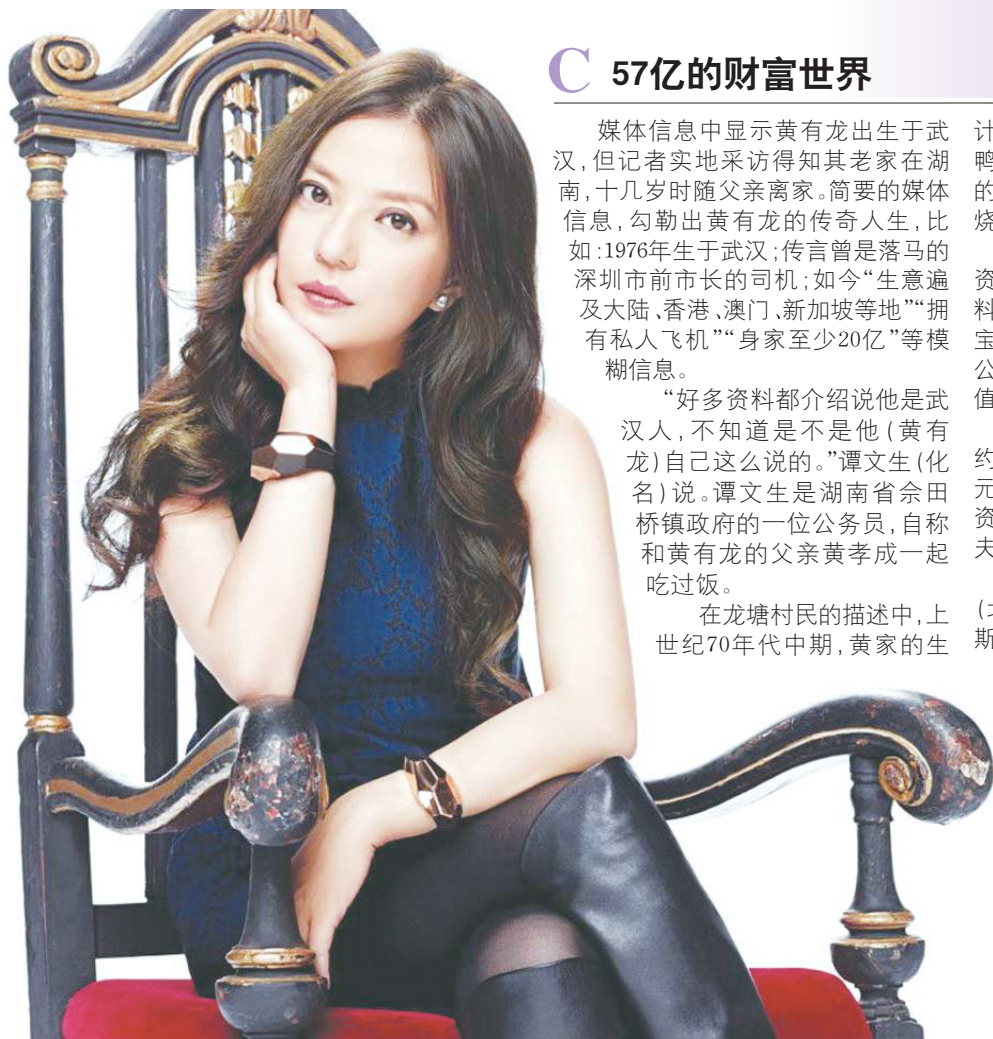 C 57亿的财富世界
媒体信息中显示黄有龙出生于武
汉,但记者实地采访得知其老家在湖
南,十几岁时随父亲离家。简要的媒体
信息,勾勒出黄有龙的传奇人生,比
如:1976年生于武汉;传言曾是落马的
深圳市前市长的司机;如今“生意遍
及大陆、香港、澳门、新加坡等地”“拥
有私人飞机”“身家至少20亿”等模
糊信息。
“好多资料都介绍说他是武
汉人,不知道是不是他(黄有
龙)自己这么说的。”谭文生(化
名)说。谭文生是湖南省佘田
桥镇政府的一位公务员,自称
和黄有龙的父亲黄孝成一起
吃过饭。
在龙塘村民的描述中,上
世纪70年代中期,黄家的生
计
鸭
的
烧
资
料
宝
公
值
约
元
资
夫
斯